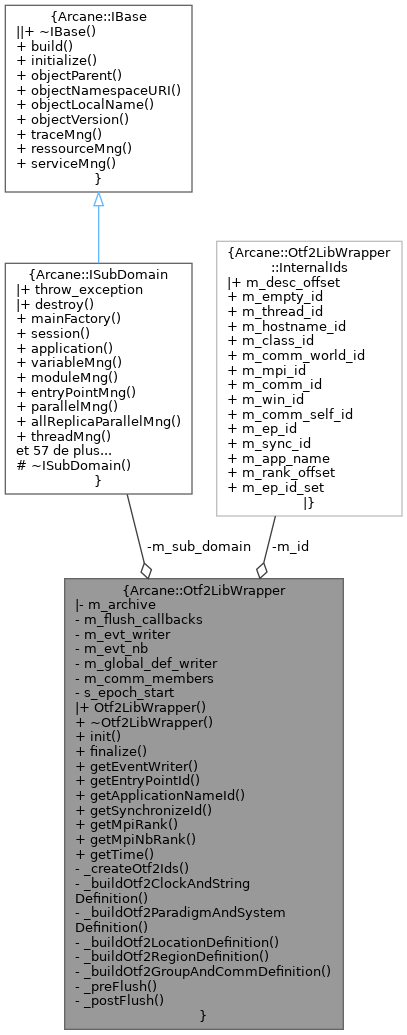 {Arcane::IBase
||+ ~IBase()
+ build()
+ initialize()
+ objectParent()
+ objectNamespaceURI()
+ objectLocalName()
+ objectVersion()
+ traceMng()
+ ressourceMng()
+ serviceMng()
}
{Arcane::ISubDomain
|+ throw_exception
|+ destroy()
+ mainFactory()
+ session()
+ application()
+ variableMng()
+ moduleMng()
+ entryPointMng()
+ parallelMng()
+ allReplicaParallelMng()
+ threadMng()
et 57 de plus...
# ~ISubDomain()
}
{Arcane::Otf2LibWrapper
::InternalIds
|+ m_desc_offset
+ m_empty_id
+ m_thread_id
+ m_hostname_id
+ m_class_id
+ m_comm_world_id
+ m_mpi_id
+ m_comm_id
+ m_win_id
+ m_comm_self_id
+ m_ep_id
+ m_sync_id
+ m_app_name
+ m_rank_offset
+ m_ep_id_set
|}
-m_sub_domain
-m_id
{Arcane::Otf2LibWrapper
|- m_archive
- m_flush_callbacks
- m_evt_writer
- m_evt_nb
- m_global_def_writer
- m_comm_members
- s_epoch_start
|+ Otf2LibWrapper()
+ ~Otf2LibWrapper()
+ init()
+ finalize()
+ getEventWriter()
+ getEntryPointId()
+ getApplicationNameId()
+ getSynchronizeId()
+ getMpiRank()
+ getMpiNbRank()
+ getTime()
- _createOtf2Ids()
- _buildOtf2ClockAndString
Definition()
- _buildOtf2ParadigmAndSystem
Definition()
- _buildOtf2LocationDefinition()
- _buildOtf2RegionDefinition()
- _buildOtf2GroupAndCommDefinition()
- _preFlush()
- _postFlush()
}